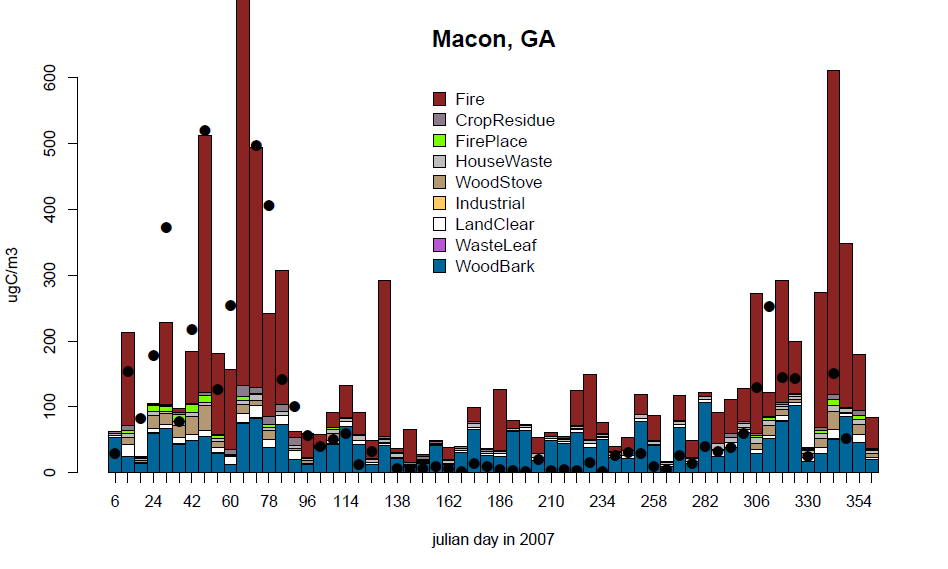 Macon, GA
600
500
400
300
200
100
0
ugC/m3
Fire
CropResidue
FirePlace
HouseWaste
WoodStove
Industrial
LandClear
WasteLeaf
WoodBark
6 24 42 60 78 96 114 138 162 186 210 234 258 282 306 330 354
julian day in 2007